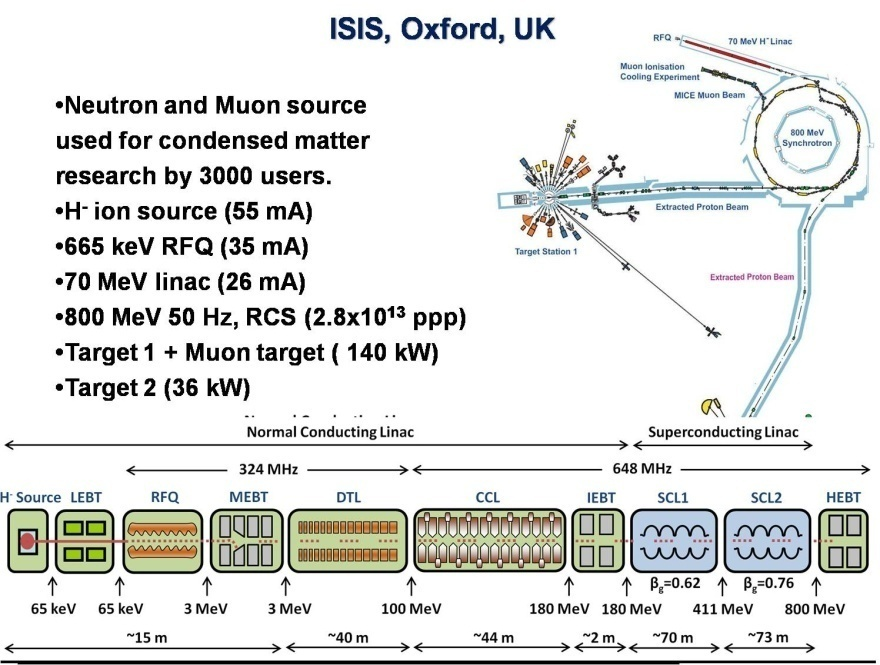 ISIS, Oxford, UK
•Neutron and Muon source
used for condensed matter
research by 3000 users.
•H⁻ ion source (55 mA)
•665 keV RFQ (35 mA)
•70 MeV linac (26 mA)
•800 MeV 50 Hz, RCS (2.8x10¹³ ppp)
•Target 1 + Muon target ( 140 kW)
•Target 2 (36 kW)
RFQ
70 MeV H⁻ Linac
Muon Ionisation
Cooling Experiment
MICE Muon Beam
800 MeV
Synchrotron
Extracted Proton Beam
Target Station 1
Extracted Proton Beam
Normal Conducting Linac
Superconducting Linac
324 MHz
648 MHz
H⁻ Source LEBT RFQ MEBT DTL CCL IEBT SCL1 SCL2 HEBT
βg=0.62 βg=0.76
65 keV 65 keV 3 MeV 3 MeV 100 MeV 180 MeV 180 MeV 411 MeV 800 MeV
~15 m ~40 m ~44 m ~2 m ~70 m ~73 m